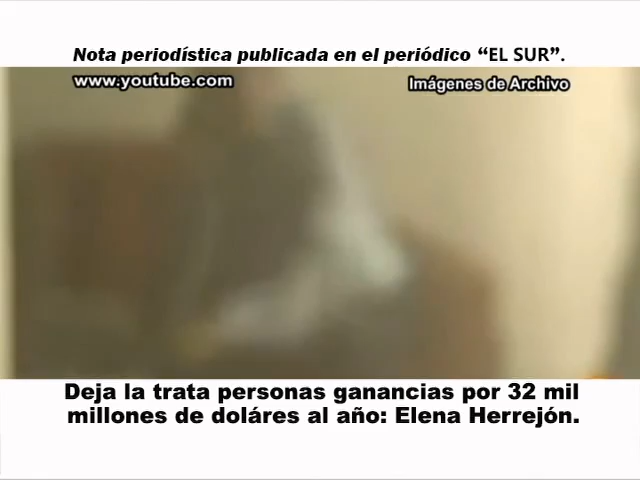 Nota periodística publicada en el periódico “EL SUR”.
www.youtube.com
Imágenes de Archivo
Deja la trata personas ganancias por 32 mil
millones de doláres al año: Elena Herrejón.